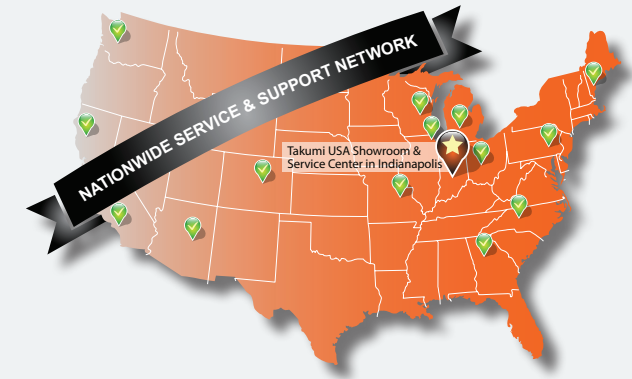 NATIONWIDE SERVICE & SUPPORT NETWORK
Takumi USA Showroom &
Service Center in Indianapolis